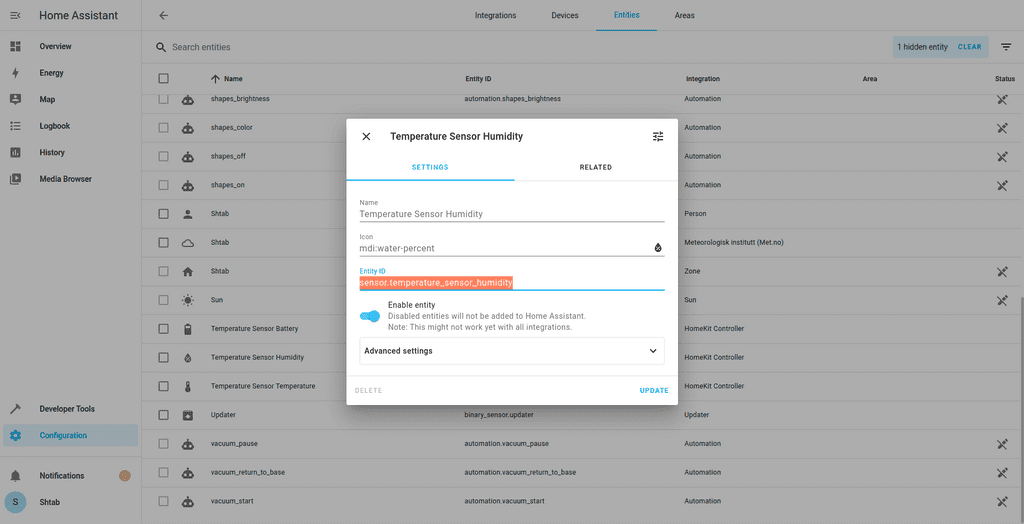 Home Assistant
Integrations
Devices
Entities
Areas
Overview
Energy
Map
Logbook
History
Media Browser
Developer Tools
Configuration
Notifications
S
Shtab
Search entities
1 hidden entity
CLEAR
Name
Entity ID
Integration
Area
Status
shapes_brightness
automation.shapes_brightness
Automation
shapes_color
Automation
shapes_off
Automation
shapes_on
Automation
Shtab
Person
Shtab
Meteorologisk institutt (Met.no)
Shtab
Zone
Sun
Sun
Temperature Sensor Battery
HomeKit Controller
Temperature Sensor Humidity
HomeKit Controller
Temperature Sensor Temperature
HomeKit Controller
Updater
binary_sensor.updater
Updater
vacuum_pause
automation.vacuum_pause
Automation
vacuum_return_to_base
automation.vacuum_return_to_base
Automation
vacuum_start
automation.vacuum_start
Automation
Temperature Sensor Humidity
SETTINGS
RELATED
Name
Temperature Sensor Humidity
Icon
mdi:water-percent
Entity ID
sensor.temperature_sensor_humidity
Enable entity
Disabled entities will not be added to Home Assistant.
Note: This might not work yet with all integrations.
Advanced settings
DELETE
UPDATE